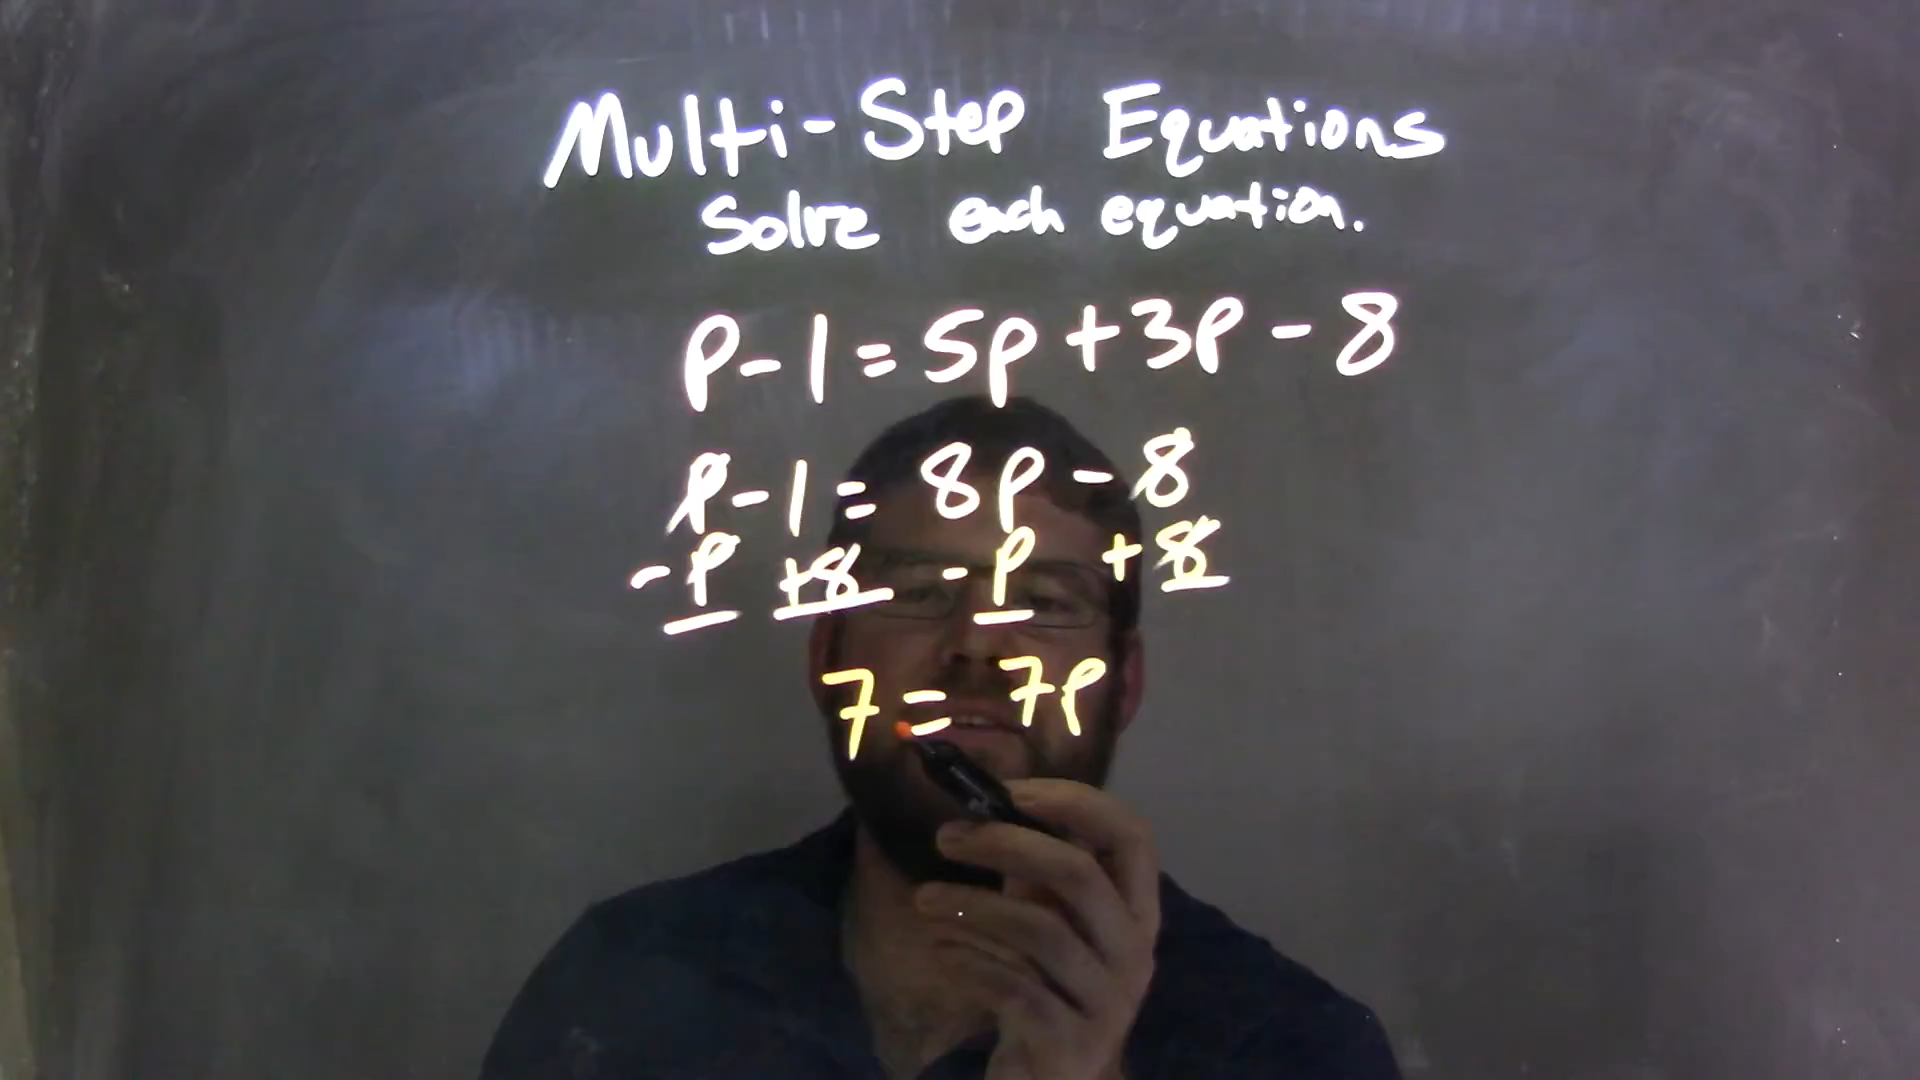 Multi-Step Equations
Solve each equation.
p-1=5p+3p-8
p-1=8p-8
-p +8 -p +8
7=7p